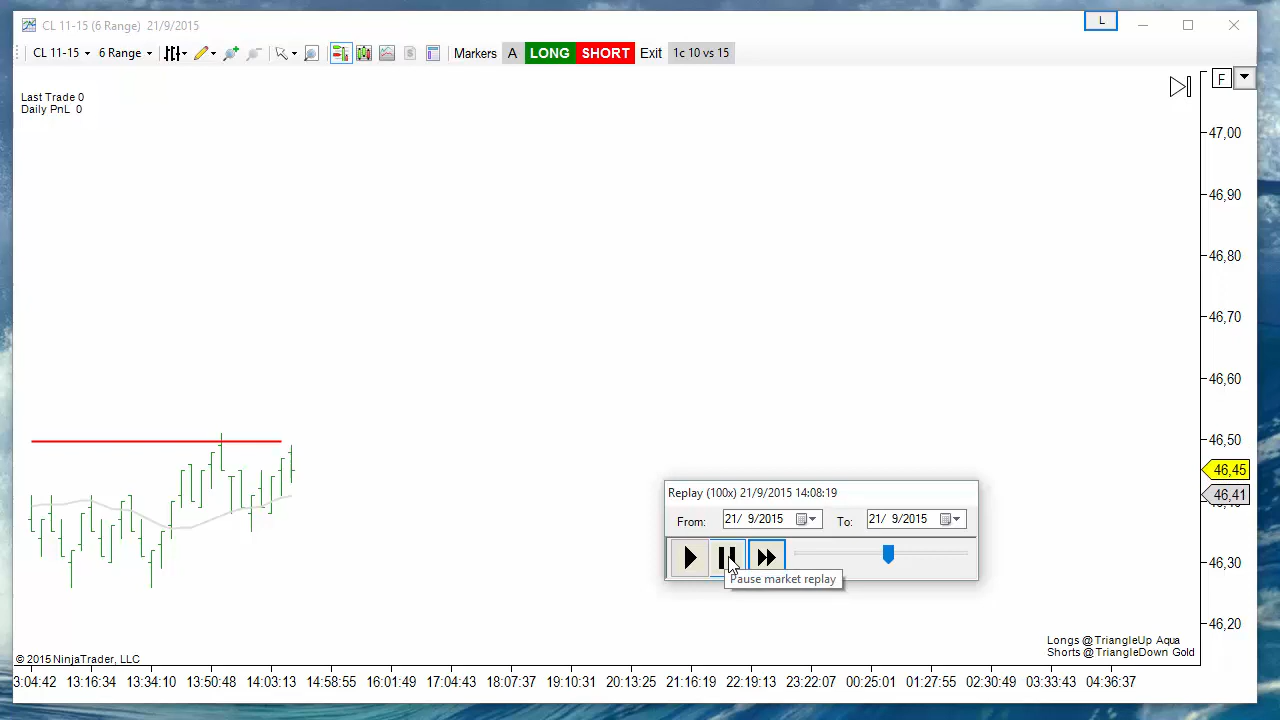 CL 11-15 (6 Range) 21/9/2015
L
CL 11-15 6 Range Markers A LONG SHORT Exit 1c 10 vs 15
F
Last Trade 0
Daily PnL 0
47,00
46,90
46,80
46,70
46,60
46,50
46,45
46,41
46,30
46,20
Replay (100x) 21/9/2015 14:08:19
From: 21/ 9/2015 To: 21/ 9/2015
Pause market replay
Longs @TriangleUp Aqua
Shorts @TriangleDown Gold
© 2015 NinjaTrader, LLC
3:04:42 13:16:34 13:34:10 13:50:48 14:03:13 14:58:55 16:01:49 17:04:43 18:07:37 19:10:31 20:13:25 21:16:19 22:19:13 23:22:07 00:25:01 01:27:55 02:30:49 03:33:43 04:36:37